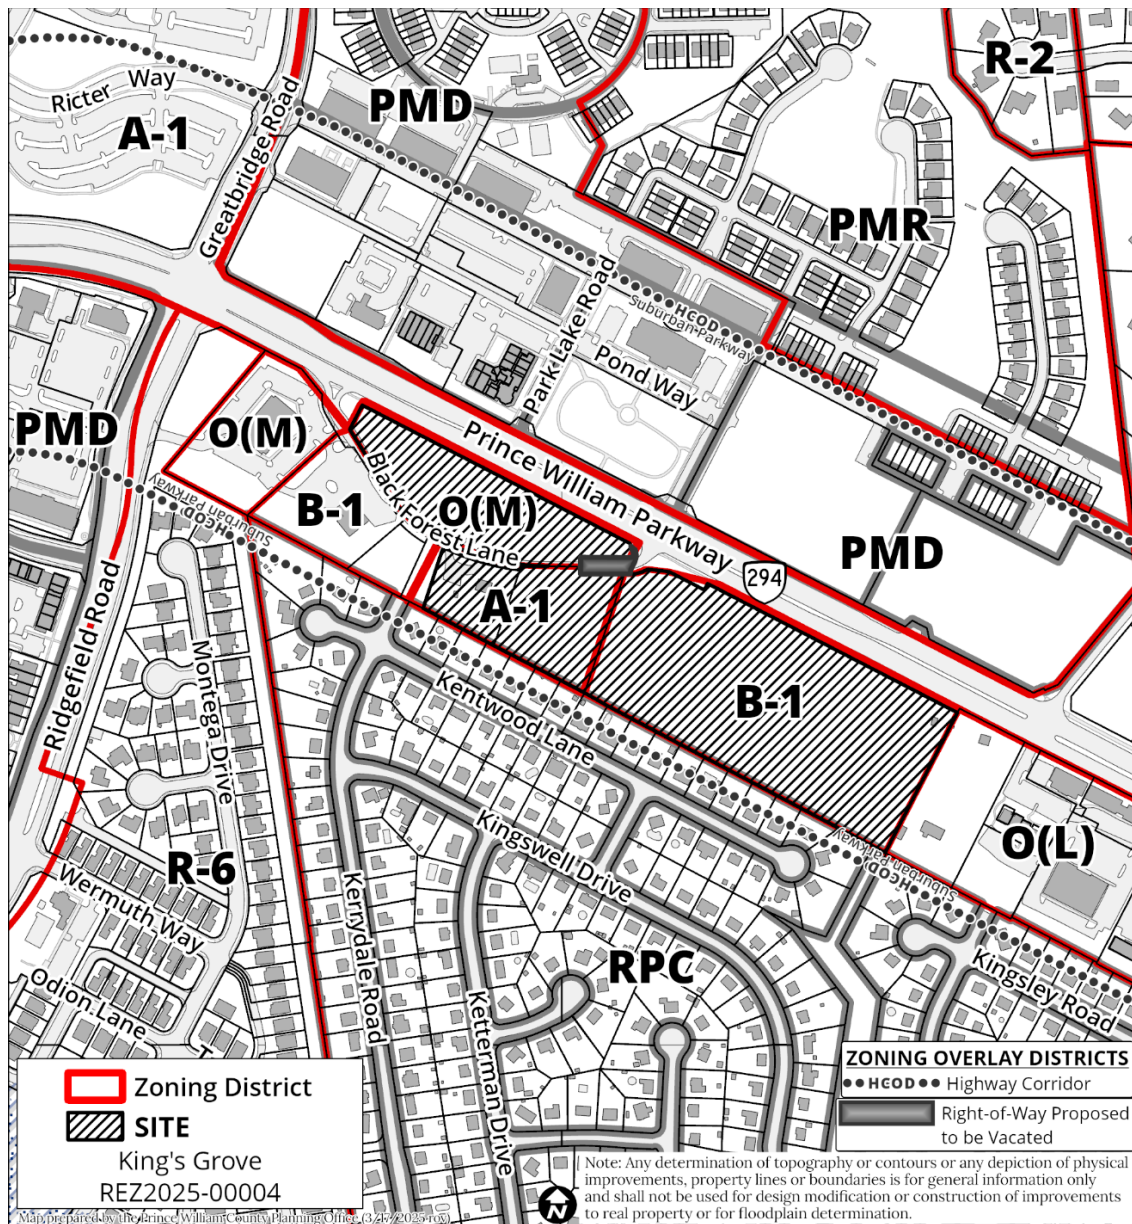 Ricter Way
A-1
Greatbridge Road
PMD
R-2
PMR
HCOD
Suburban Parkway
Park Lake Road
Pond Way
PMD
O(M)
B-1
Suburban Parkway
HCOD
Black Forest Lane
O(M)
Prince William Parkway
294
PMD
A-1
B-1
Ridgefield Road
Montega Drive
Kentwood Lane
Kingswell Drive
O(L)
Suburban Parkway
HCOD
R-6
Wermuth Way
Kerrydale Road
Ketterman Drive
RPC
Kingsley Road
Odion Lane
T
Zoning District
SITE
King's Grove
REZ2025-00004
ZONING OVERLAY DISTRICTS
HCOD Highway Corridor
Right-of-Way Proposed
to be Vacated
N
Note: Any determination of topography or contours or any depiction of physical
improvements, property lines or boundaries is for general information only
and shall not be used for design modification or construction of improvements
to real property or for floodplain determination.
Map prepared by the Prince William County Planning Office (3/17/2025 roy)